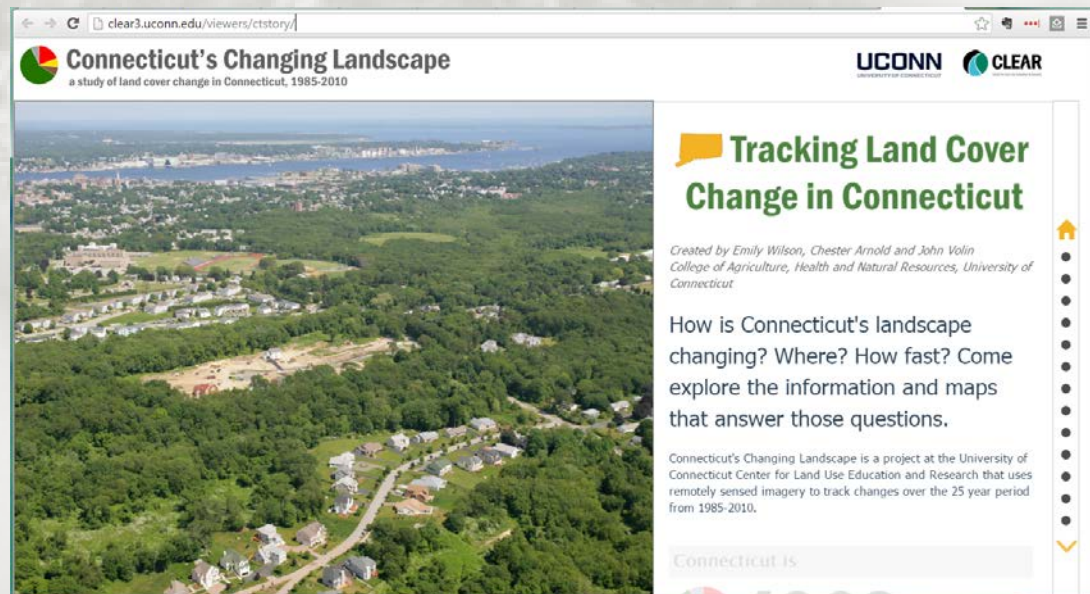 clear3.uconn.edu/viewers/ctstory/
Connecticut's Changing Landscape
a study of land cover change in Connecticut, 1985-2010
UCONN
UNIVERSITY OF CONNECTICUT
CLEAR
Tracking Land Cover
Change in Connecticut
Created by Emily Wilson, Chester Arnold and John Volin
College of Agriculture, Health and Natural Resources, University of
Connecticut
How is Connecticut's landscape
changing? Where? How fast? Come
explore the information and maps
that answer those questions.
Connecticut's Changing Landscape is a project at the University of
Connecticut Center for Land Use Education and Research that uses
remotely sensed imagery to track changes over the 25 year period
from 1985-2010.
Connecticut is